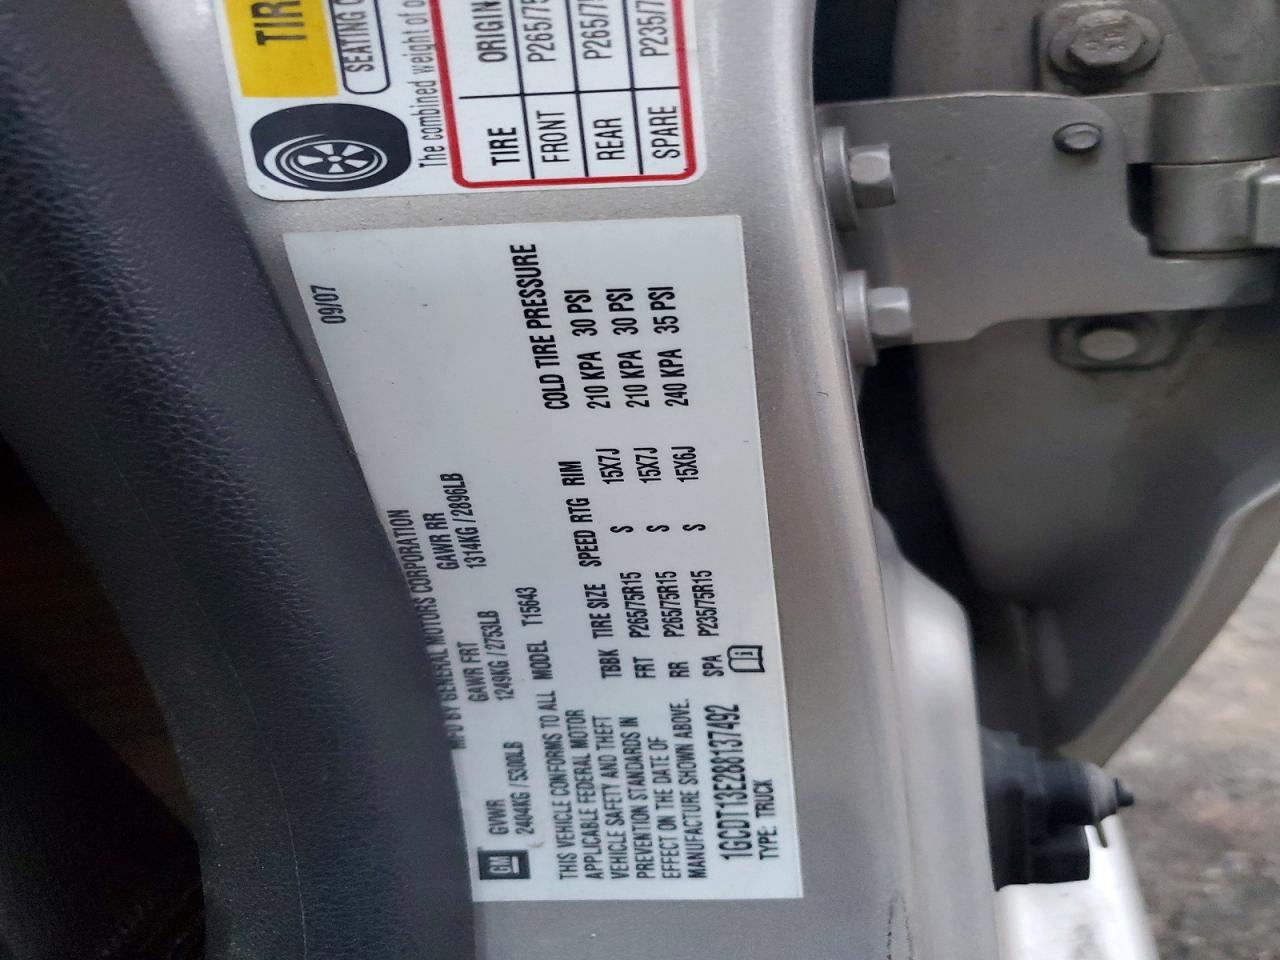 TIR
SEATING C
The combined weight of o
TIRE ORIGIN
FRONT P265/75
REAR P265/7
SPARE P235/7
09/07
MFD BY GENERAL MOTORS CORPORATION
GM
GVWR GAWR FRT GAWR RR
2404KG / 5300LB 1249KG / 2753LB 1314KG / 2896LB
THIS VEHICLE CONFORMS TO ALL
APPLICABLE FEDERAL MOTOR
VEHICLE SAFETY AND THEFT
PREVENTION STANDARDS IN
EFFECT ON THE DATE OF
MANUFACTURE SHOWN ABOVE.
MODEL T15643
COLD TIRE PRESSURE
TBBK TIRE SIZE SPEED RTG RIM
FRT P265/75R15 S 15X7J 210 KPA 30 PSI
RR P265/75R15 S 15X7J 210 KPA 30 PSI
SPA P235/75R15 S 15X6J 240 KPA 35 PSI
1GCDT13E288137492
TYPE: TRUCK